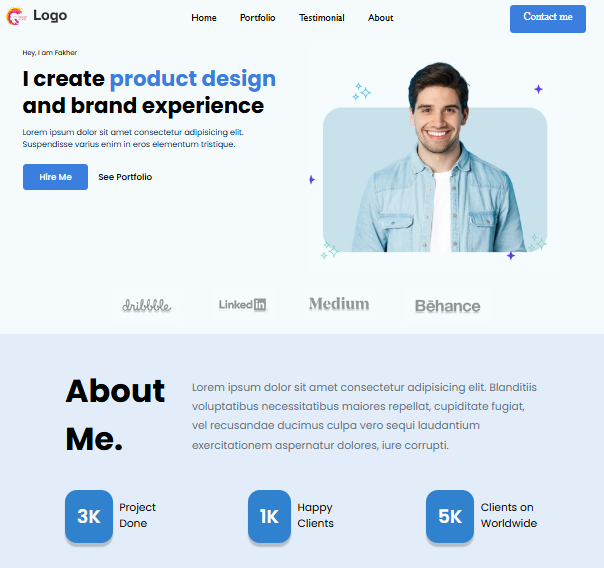 Logo
Home Portfolio Testimonial About
Contact me
Hey, I am Fakher
I create product design
and brand experience
Lorem ipsum dolor sit amet consectetur adipisicing elit.
Suspendisse varius enim in eros elementum tristique.
Hire Me See Portfolio
dribbble LinkedIn Medium Bēhance
About
Me.
Lorem ipsum dolor sit amet consectetur adipisicing elit. Blanditiis
voluptatibus necessitatibus maiores repellat, cupiditate fugiat,
vel recusandae ducimus culpa vero sequi laudantium
exercitationem aspernatur dolores, iure corrupti.
3K
Project
Done
1K
Happy
Clients
5K
Clients on
Worldwide